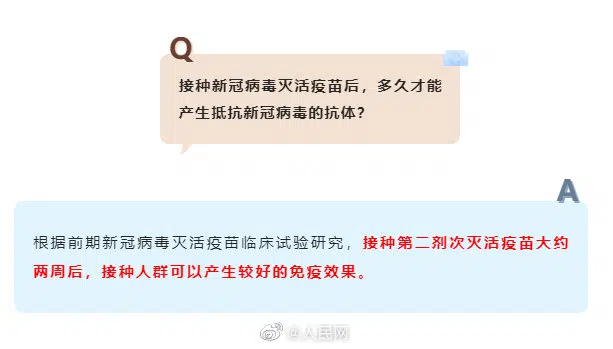 Q
接种新冠病毒灭活疫苗后，多久才能
产生抵抗新冠病毒的抗体？
A
根据前期新冠病毒灭活疫苗临床试验研究，接种第二剂次灭活疫苗大约
两周后，接种人群可以产生较好的免疫效果。
@人民网